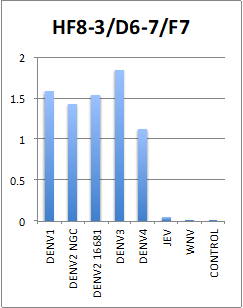 HF8-3/D6-7/F7
2
1.5
1
0.5
0
DENV1
DENV2 NGC
DENV2 16681
DENV3
DENV4
JEV
WNV
CONTROL